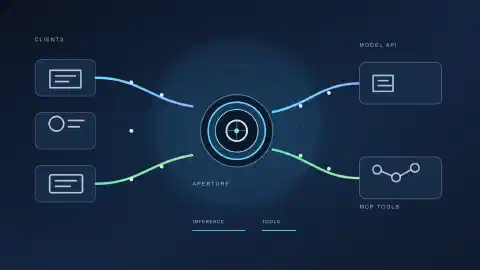 CLIENTS
MODEL API
APERTURE
MCP TOOLS
INFERENCE
TOOLS